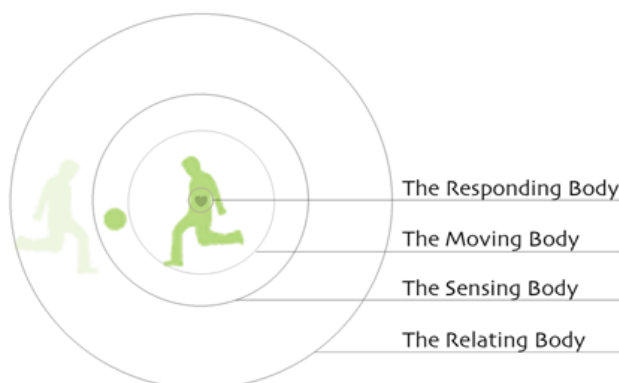 The Responding Body
The Moving Body
The Sensing Body
The Relating Body